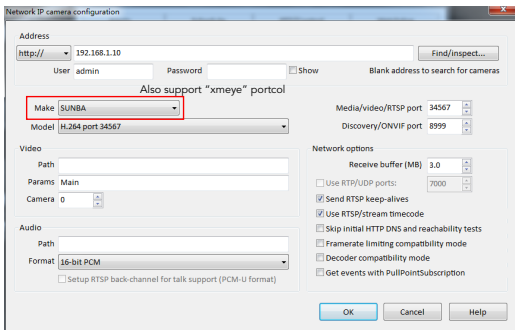 Network IP camera configuration
Address
http:// 192.168.1.10 Find/inspect...
User admin Password Show Blank address to search for cameras
Also support “xmeye” portcol
Make SUNBA Media/video/RTSP port 34567
Model H.264 port 34567 Discovery/ONVIF port 8999
Video Network options
Path Receive buffer (MB) 3.0
Params Main Use RTP/UDP ports: 7000
Camera 0 Send RTSP keep-alives
Use RTSP/stream timecode
Audio Skip initial HTTP DNS and reachability tests
Path Framerate limiting compatibility mode
Format 16-bit PCM Decoder compatibility mode
Setup RTSP back-channel for talk support (PCM-U format) Get events with PullPointSubscription
OK Cancel Help